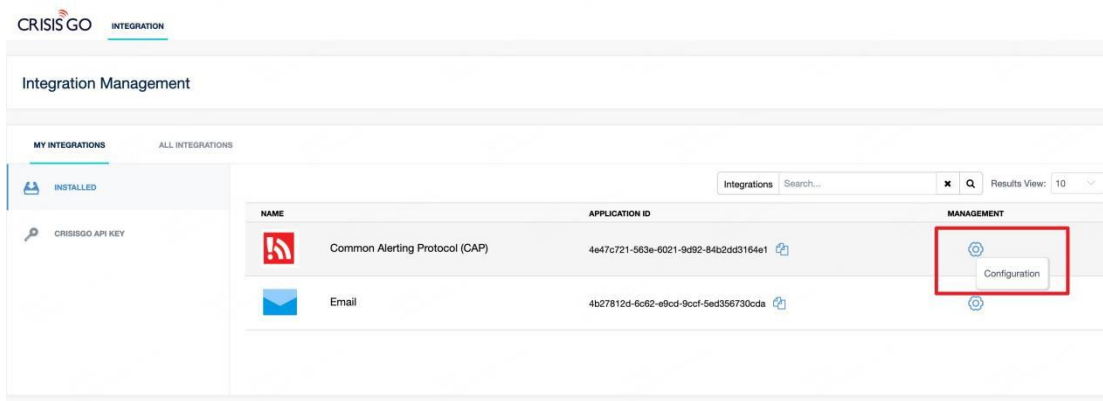 CRISIS GO INTEGRATION
Integration Management
MY INTEGRATIONS ALL INTEGRATIONS
INSTALLED
Integrations Search... Results View: 10
NAME APPLICATION ID MANAGEMENT
CRISISGO API KEY
Common Alerting Protocol (CAP) 4e47c721-563e-6021-9d92-84b2dd3164e1
Configuration
Email 4b27812d-6c62-e9cd-9ccf-5ed356730cda